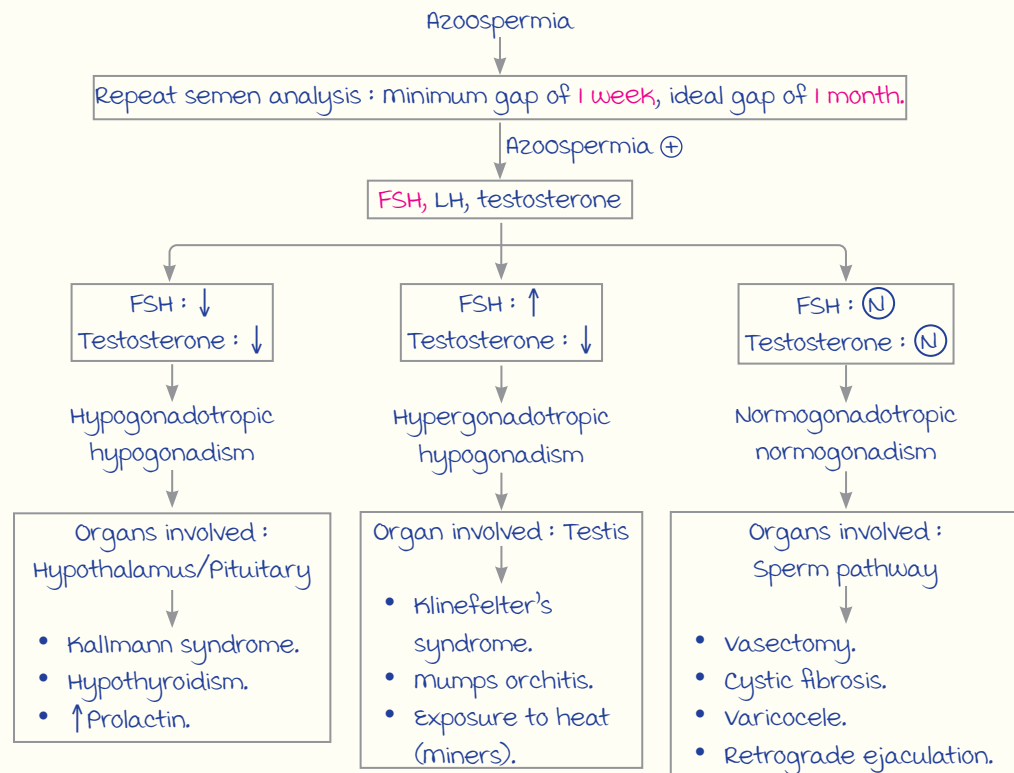 Azoospermia
Repeat semen analysis : minimum gap of 1 week, ideal gap of 1 month.
Azoospermia ⊕
FSH, LH, testosterone
FSH : ↓
Testosterone : ↓
FSH : ↑
Testosterone : ↓
FSH : Ⓝ
Testosterone : Ⓝ
Hypogonadotropic
hypogonadism
Hypergonadotropic
hypogonadism
Normogonadotropic
normogonadism
Organs involved :
Hypothalamus/Pituitary
• Kallmann syndrome.
• Hypothyroidism.
• ↑ Prolactin.
Organ involved : Testis
• Klinefelter's
syndrome.
• Mumps orchitis.
• Exposure to heat
(miners).
Organs involved :
Sperm pathway
• Vasectomy.
• Cystic fibrosis.
• Varicocele.
• Retrograde ejaculation.